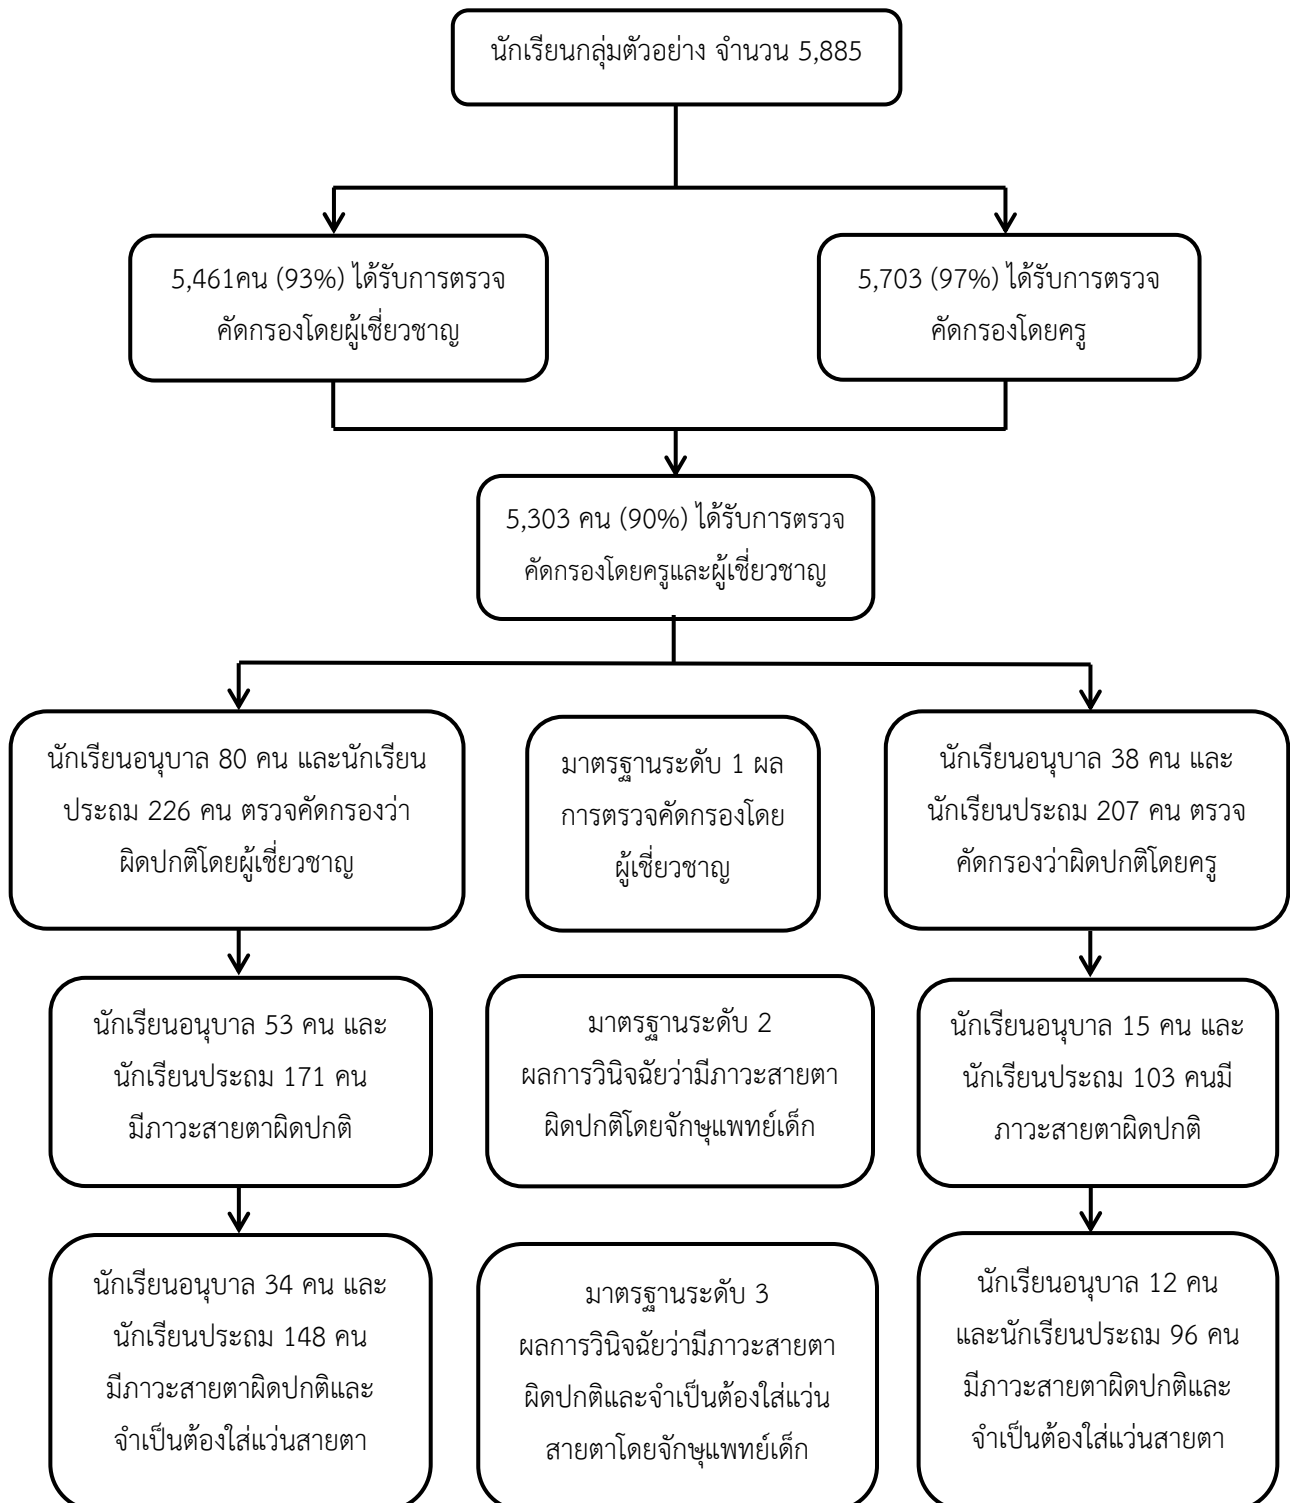 นักเรียนกลุ่มตัวอย่าง จำนวน 5,885
5,461คน (93%) ได้รับการตรวจ
คัดกรองโดยผู้เชี่ยวชาญ
5,703 (97%) ได้รับการตรวจ
คัดกรองโดยครู
5,303 คน (90%) ได้รับการตรวจ
คัดกรองโดยครูและผู้เชี่ยวชาญ
นักเรียนอนุบาล 80 คน และนักเรียน
ประถม 226 คน ตรวจคัดกรองว่า
ผิดปกติโดยผู้เชี่ยวชาญ
มาตรฐานระดับ 1 ผล
การตรวจคัดกรองโดย
ผู้เชี่ยวชาญ
นักเรียนอนุบาล 38 คน และ
นักเรียนประถม 207 คน ตรวจ
คัดกรองว่าผิดปกติโดยครู
นักเรียนอนุบาล 53 คน และ
นักเรียนประถม 171 คน
มีภาวะสายตาผิดปกติ
มาตรฐานระดับ 2
ผลการวินิจฉัยว่ามีภาวะสายตา
ผิดปกติโดยจักษุแพทย์เด็ก
นักเรียนอนุบาล 15 คน และ
นักเรียนประถม 103 คนมี
ภาวะสายตาผิดปกติ
นักเรียนอนุบาล 34 คน และ
นักเรียนประถม 148 คน
มีภาวะสายตาผิดปกติและ
จำเป็นต้องใส่แว่นสายตา
มาตรฐานระดับ 3
ผลการวินิจฉัยว่ามีภาวะสายตา
ผิดปกติและจำเป็นต้องใส่แว่น
สายตาโดยจักษุแพทย์เด็ก
นักเรียนอนุบาล 12 คน
และนักเรียนประถม 96 คน
มีภาวะสายตาผิดปกติและ
จำเป็นต้องใส่แว่นสายตา